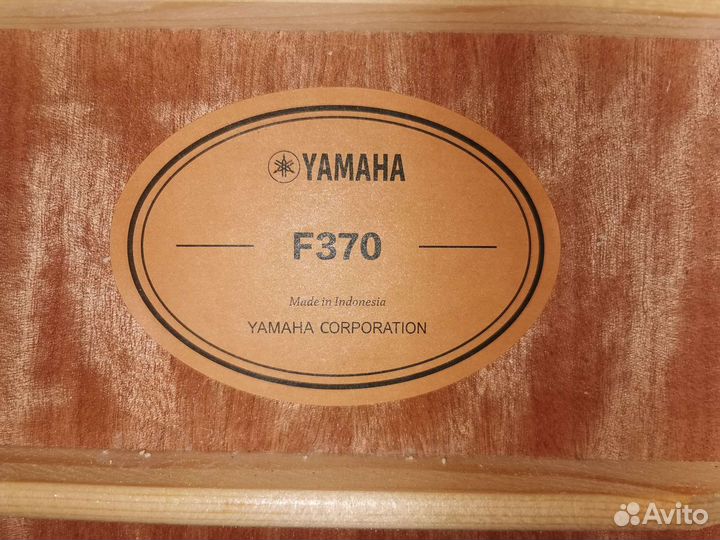 YAMAHA
F370
Made in Indonesia
YAMAHA CORPORATION
Avito